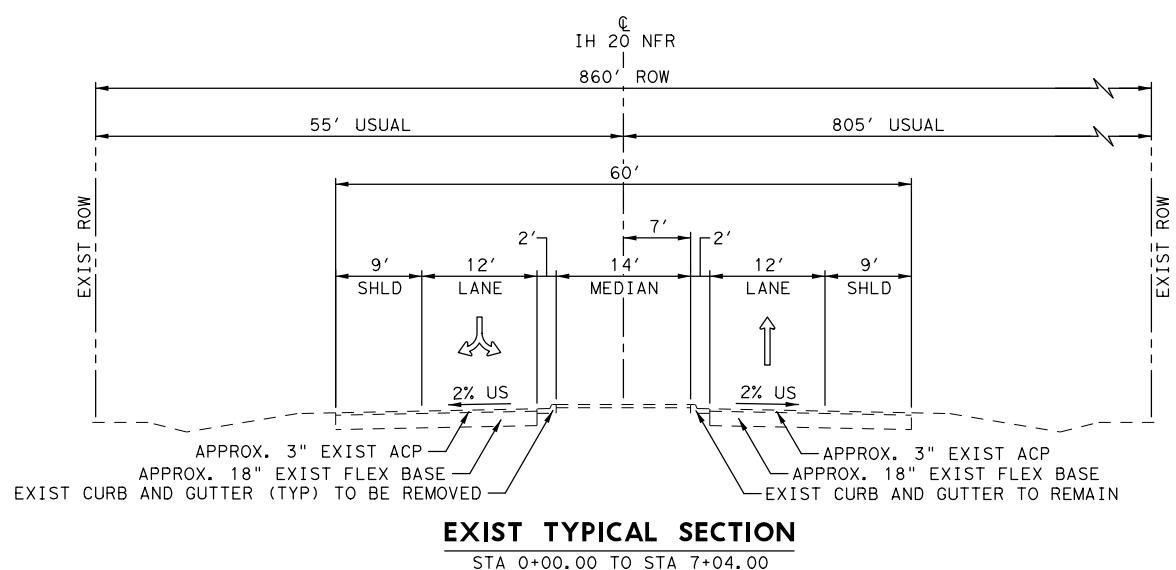 ℄
IH 20 NFR
860' ROW
55' USUAL
805' USUAL
60'
7'
2'
2'
9'
12'
14'
12'
9'
SHLD
LANE
MEDIAN
LANE
SHLD
EXIST ROW
EXIST ROW
2% US
2% US
APPROX. 3" EXIST ACP
APPROX. 3" EXIST ACP
APPROX. 18" EXIST FLEX BASE
APPROX. 18" EXIST FLEX BASE
EXIST CURB AND GUTTER (TYP) TO BE REMOVED
EXIST CURB AND GUTTER TO REMAIN
EXIST TYPICAL SECTION
STA 0+00.00 TO STA 7+04.00